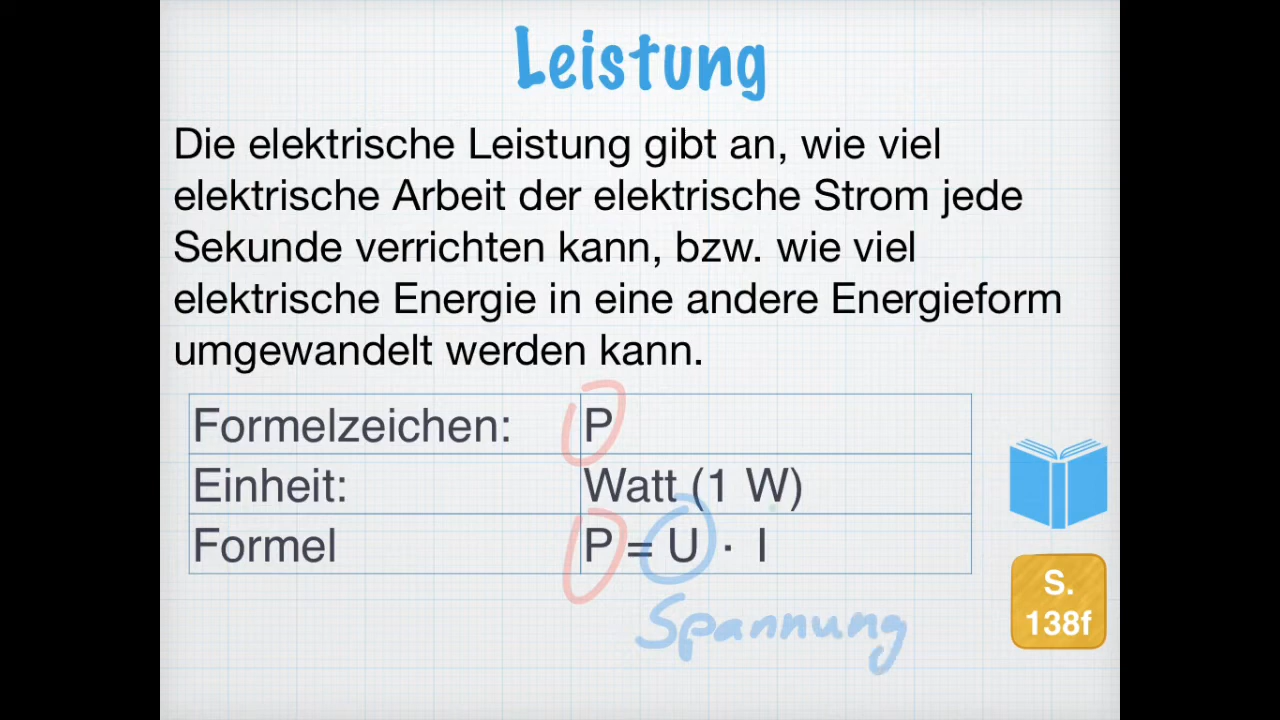 Leistung
Die elektrische Leistung gibt an, wie viel
elektrische Arbeit der elektrische Strom jede
Sekunde verrichten kann, bzw. wie viel
elektrische Energie in eine andere Energieform
umgewandelt werden kann.
Formelzeichen: P
Einheit: Watt (1 W)
Formel P = U · I
Spannung
S.
138f